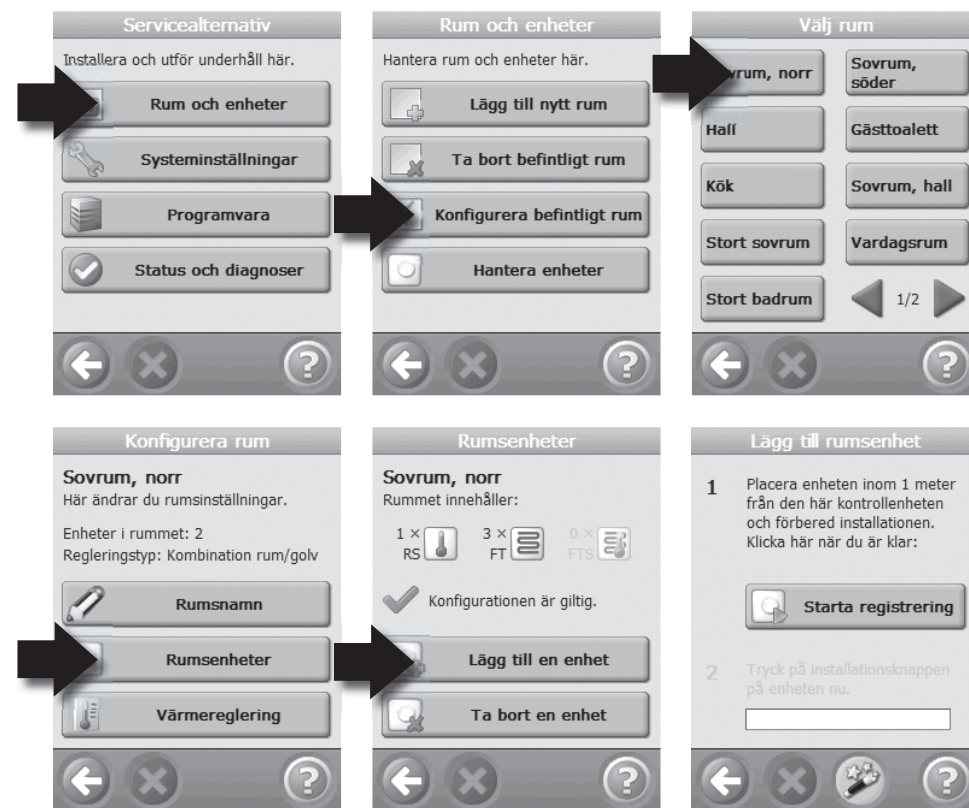 Servicealternativ
Installera och utför underhåll här.
Rum och enheter
Systeminställningar
Programvara
Status och diagnoser
Rum och enheter
Hantera rum och enheter här.
Lägg till nytt rum
Ta bort befintligt rum
Konfigurera befintligt rum
Hantera enheter
Välj rum
norr
Sovrum,
söder
Hall
Gästtoalett
Kök
Sovrum, hall
Stort sovrum
Vardagsrum
Stort badrum
1/2
?
?
?
Konfigurera rum
Sovrum, norr
Här ändrar du rumsinställningar.
Enheter i rummet: 2
Regleringstyp: Kombination rum/golv
Rumsnamn
Rumsenheter
Värmereglering
?
Rumsenheter
Sovrum, norr
Rummet innehåller:
1 × 3 × 0 ×
RS FT FTS
Konfigurationen är giltig.
Lägg till en enhet
Ta bort en enhet
?
Lägg till rumsenhet
1 Placera enheten inom 1 meter
från den här kontrollenheten
och förbered installationen.
Klicka här när du är klar:
Starta registrering
2 Tryck på installationsknappen
på enheten nu.
?